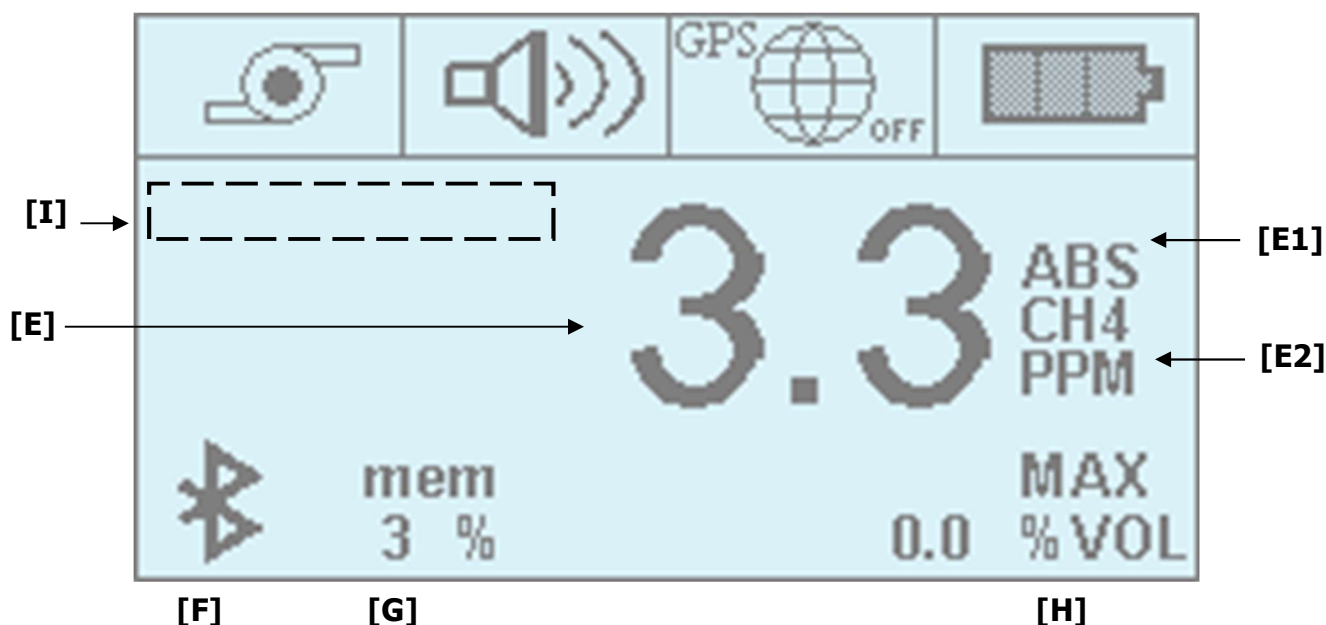 GPS
OFF
[I]
[E1]
3.3
ABS
CH4
PPM
[E]
[E2]
mem
MAX
3 %
0.0 % VOL
[F]
[G]
[H]